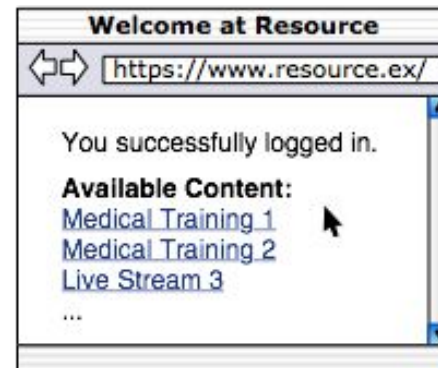 Welcome at Resource
https://www.resource.ex/
You successfully logged in.
Available Content:
Medical Training 1
Medical Training 2
Live Stream 3
...